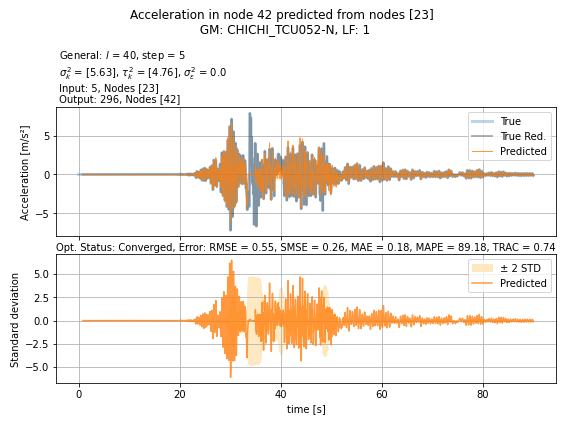 Acceleration in node 42 predicted from nodes [23]
GM: CHICHI_TCU052-N, LF: 1
General: l = 40, step = 5
σ²ₖ = [5.63], τ²ₖ = [4.76], σ²ε = 0.0
Input: 5, Nodes [23]
Output: 296, Nodes [42]
Acceleration [m/s²]
5
0
−5
True
True Red.
Predicted
Opt. Status: Converged, Error: RMSE = 0.55, SMSE = 0.26, MAE = 0.18, MAPE = 89.18, TRAC = 0.74
Standard deviation
5.0
2.5
0.0
−2.5
−5.0
± 2 STD
Predicted
0
20
40
60
80
time [s]